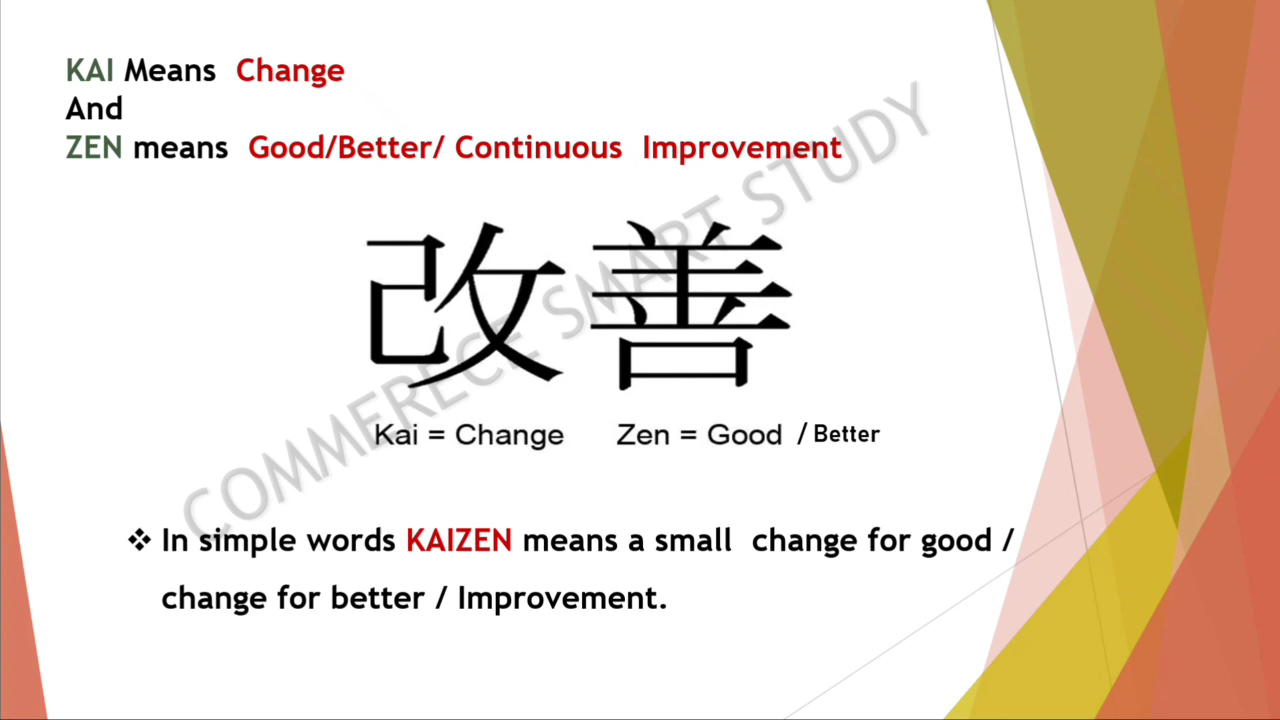 KAI Means Change
And
ZEN means Good/Better/ Continuous Improvement
改善
Kai = Change Zen = Good / Better
❖ In simple words KAIZEN means a small change for good /
change for better / Improvement.
COMMERECE SMART STUDY